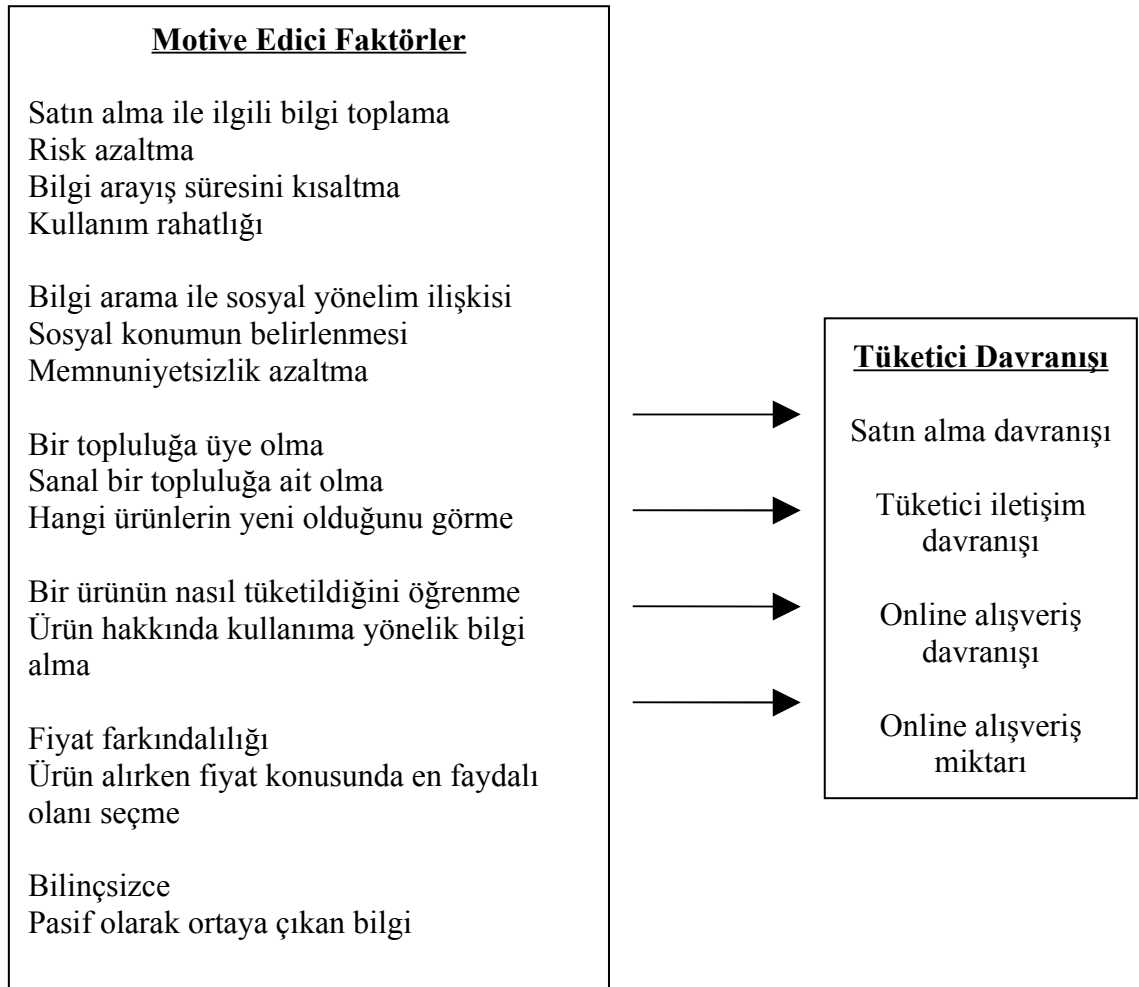 Motive Edici Faktörler
Satın alma ile ilgili bilgi toplama
Risk azaltma
Bilgi arayış süresini kısaltma
Kullanım rahatlığı
Bilgi arama ile sosyal yönelim ilişkisi
Sosyal konumun belirlenmesi
Memnuniyetsizlik azaltma
Bir topluluğa üye olma
Sanal bir topluluğa ait olma
Hangi ürünlerin yeni olduğunu görme
Bir ürünün nasıl tüketildiğini öğrenme
Ürün hakkında kullanıma yönelik bilgi
alma
Fiyat farkındalılığı
Ürün alırken fiyat konusunda en faydalı
olanı seçme
Bilinçsizce
Pasif olarak ortaya çıkan bilgi
Tüketici Davranışı
Satın alma davranışı
Tüketici iletişim
davranışı
Online alışveriş
davranışı
Online alışveriş
miktarı